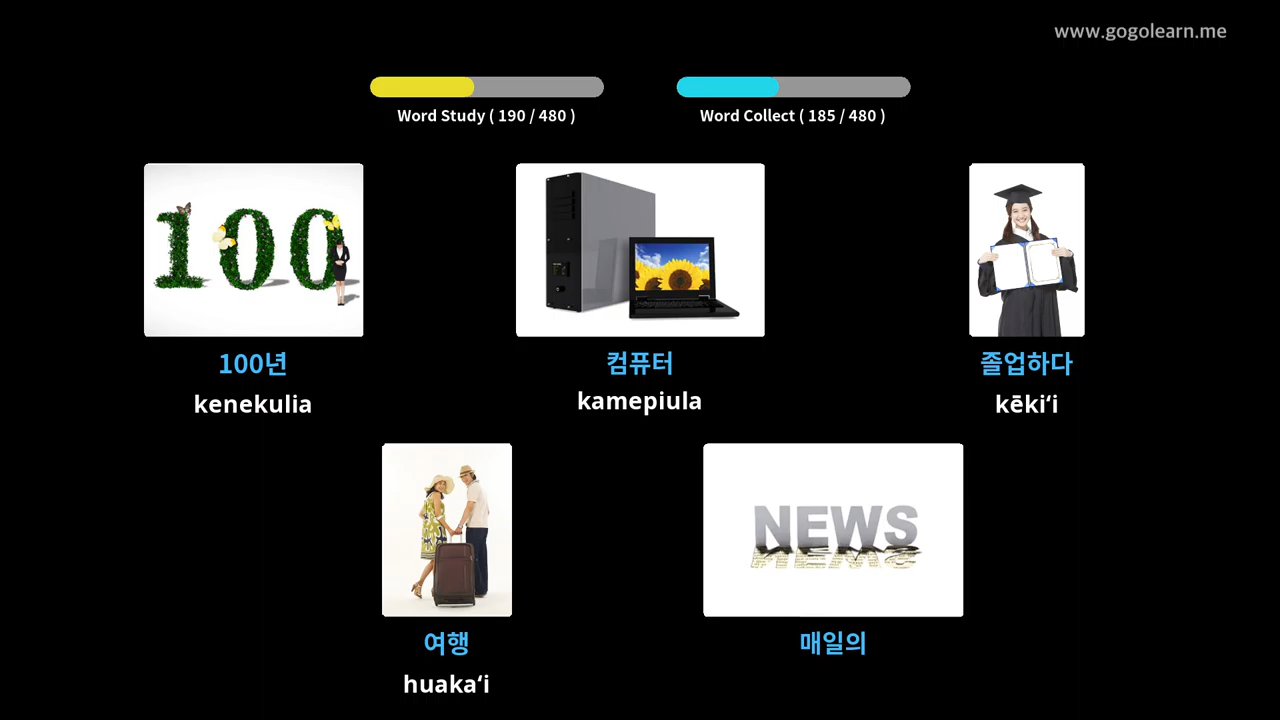 www.gogolearn.me
Word Study ( 190 / 480 )
Word Collect ( 185 / 480 )
100
100년
kenekulia
컴퓨터
kamepiula
졸업하다
kēkiʻi
여행
huakaʻi
NEWS
매일의